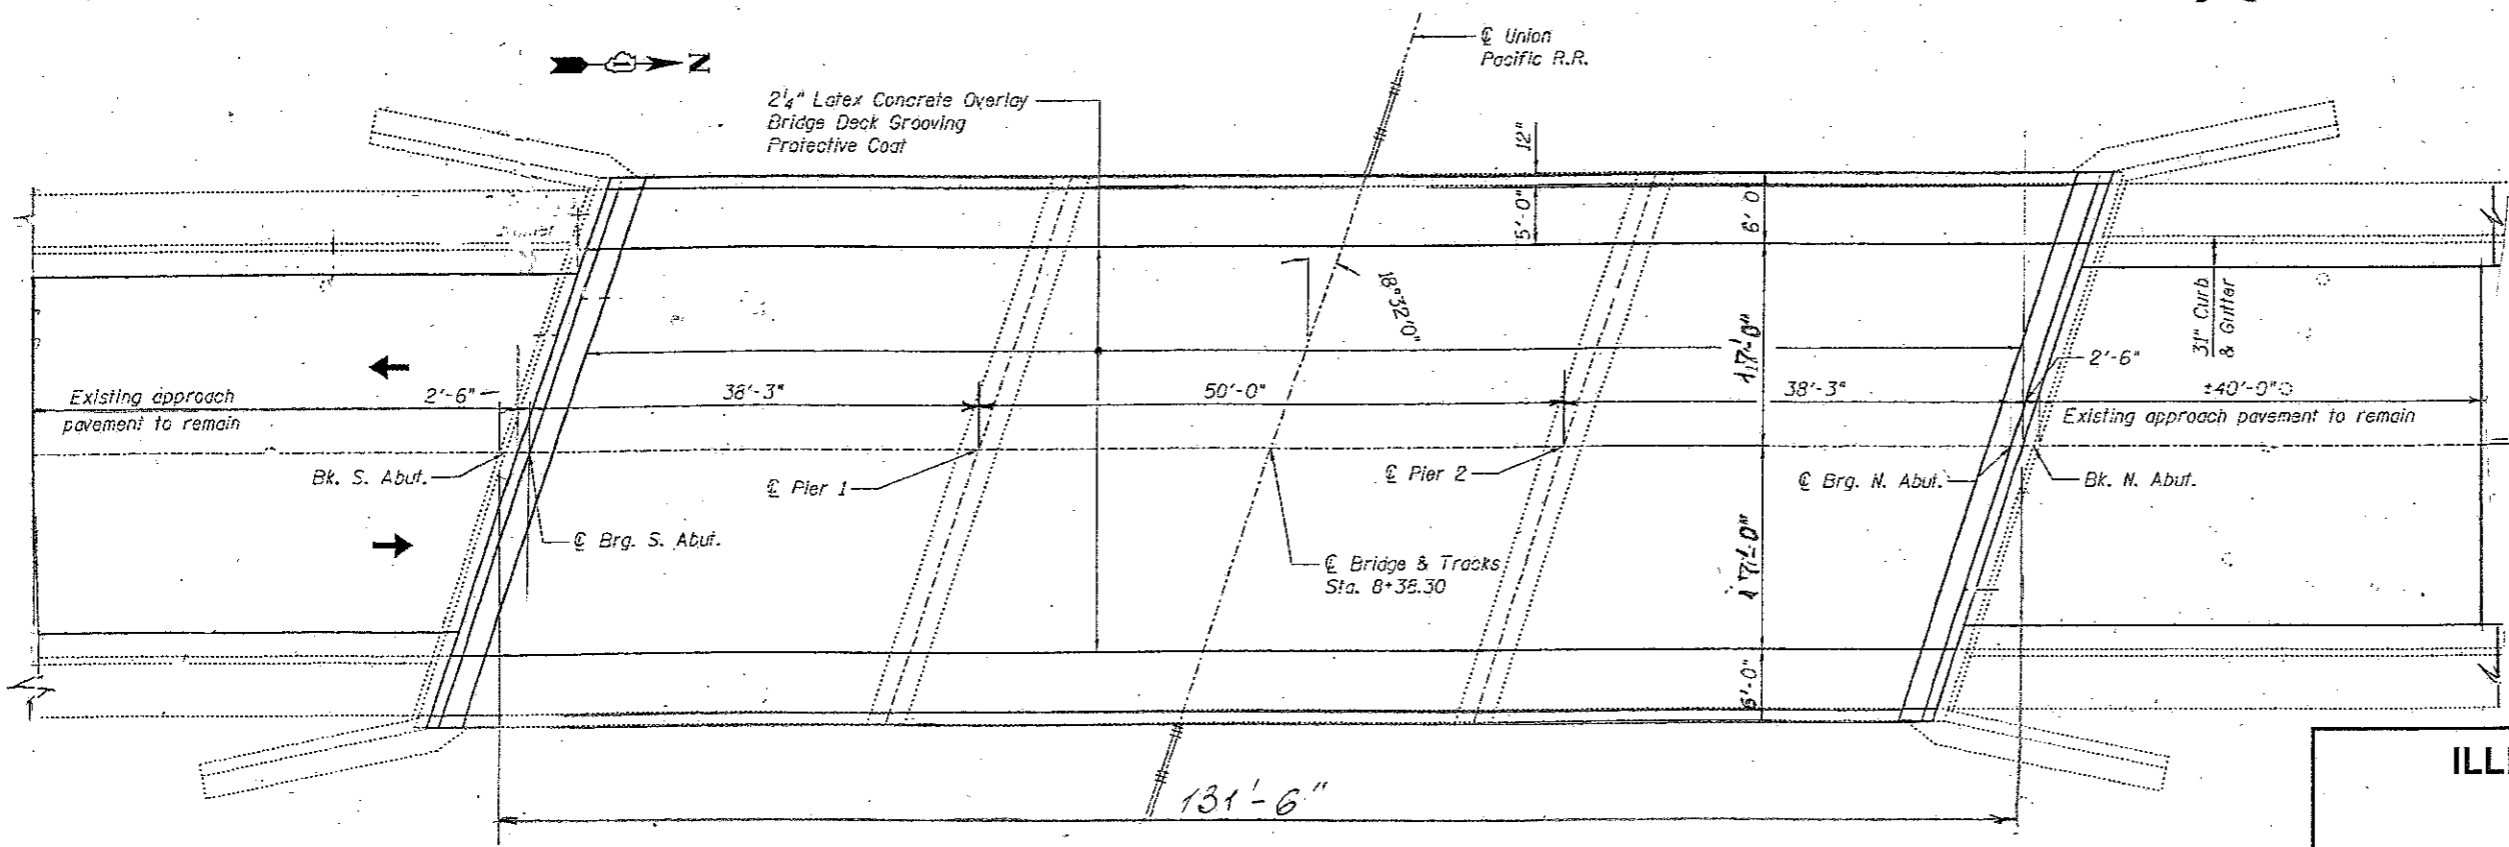 ℄ Union
Pacific R.R.
N
2¼" Latex Concrete Overlay
Bridge Deck Grooving
Protective Coat
12"
5'-0"
6'-0
18°32'0"
31" Curb
& Gutter
17'-0"
2'-6"
Existing approach
pavement to remain
2'-6"
38'-3"
50'-0"
38'-3"
±40'-0"
Existing approach pavement to remain
Bk. S. Abut.
℄ Pier 1
℄ Pier 2
℄ Brg. N. Abut.
Bk. N. Abut.
℄ Brg. S. Abut.
℄ Bridge & Tracks
Sta. 8+38.30
17'-0"
6'-0"
131'-6"
ILLI